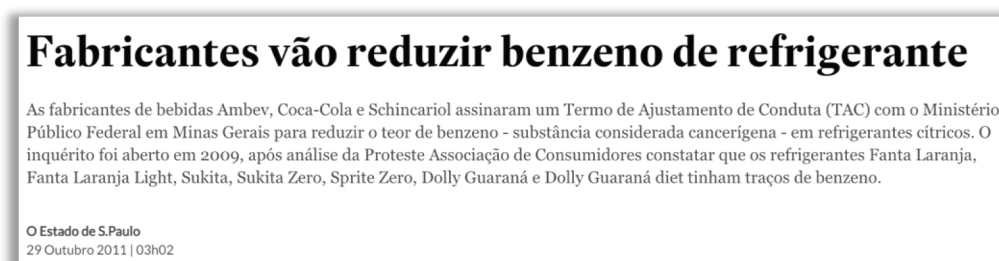 Fabricantes vão reduzir benzeno de refrigerante
As fabricantes de bebidas Ambev, Coca-Cola e Schincariol assinaram um Termo de Ajustamento de Conduta (TAC) com o Ministério
Público Federal em Minas Gerais para reduzir o teor de benzeno - substância considerada cancerígena - em refrigerantes cítricos. O
inquérito foi aberto em 2009, após análise da Proteste Associação de Consumidores constatar que os refrigerantes Fanta Laranja,
Fanta Laranja Light, Sukita, Sukita Zero, Sprite Zero, Dolly Guaraná e Dolly Guaraná diet tinham traços de benzeno.
O Estado de S.Paulo
29 Outubro 2011 | 03h02